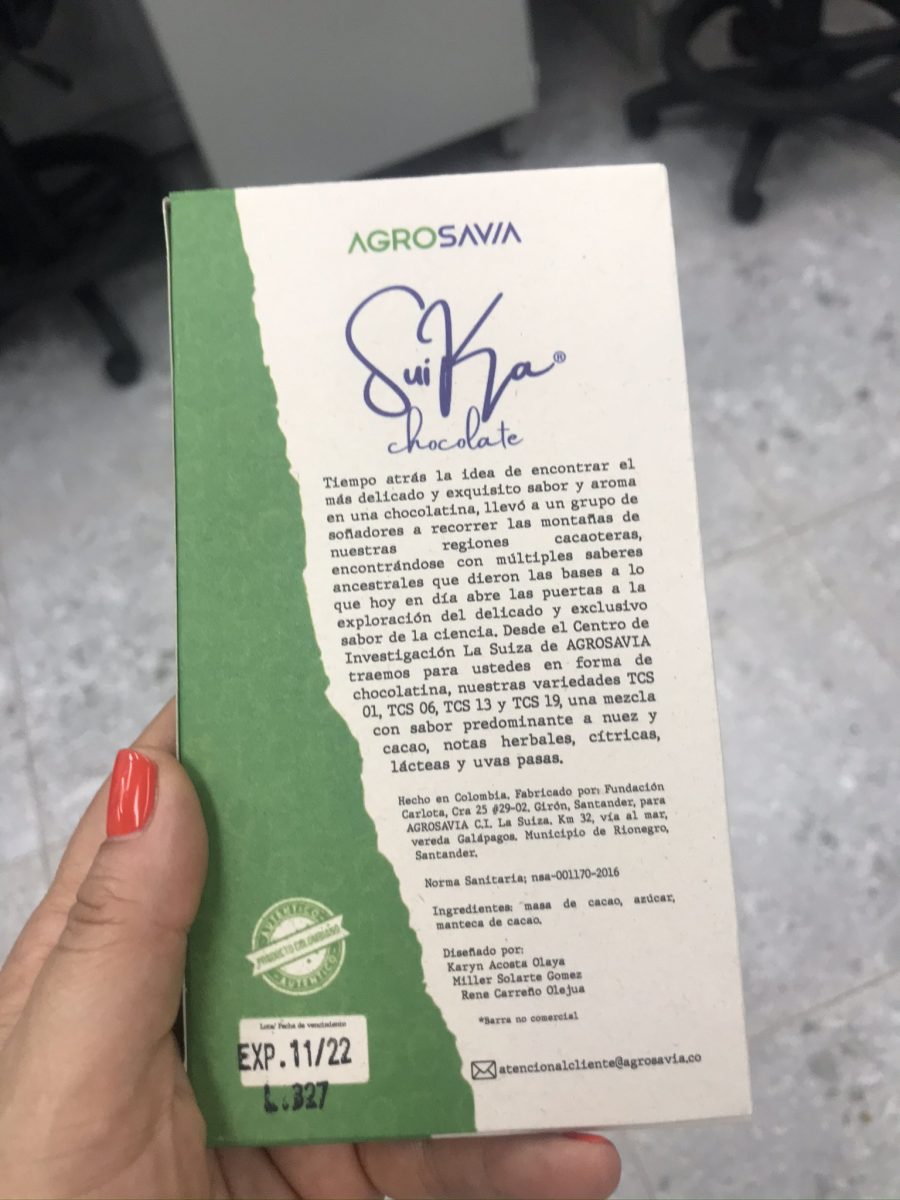 AGROSAVIA
SuiKa®
chocolate
Tiempo atrás la idea de encontrar el
más delicado y exquisito sabor y aroma
en una chocolatina, llevó a un grupo de
soñadores a recorrer las montañas de
nuestras regiones cacaoteras,
encontrándose con múltiples saberes
ancestrales que dieron las bases a lo
que hoy en día abre las puertas a la
exploración del delicado y exclusivo
sabor de la ciencia. Desde el Centro de
Investigación La Suiza de AGROSAVIA
traemos para ustedes en forma de
chocolatina, nuestras variedades TCS
01, TCS 06, TCS 13 y TCS 19, una mezcla
con sabor predominante a nuez y
cacao, notas herbales, cítricas,
lácteas y uvas pasas.
Hecho en Colombia. Fabricado por: Fundación
Carlota, Cra 25 #29-02, Girón, Santander, para
AGROSAVIA C.I. La Suiza. Km 32, vía al mar,
vereda Galápagos. Municipio de Rionegro,
Santander.
Norma Sanitaria; nsa-001170-2016
Ingredientes: masa de cacao, azúcar,
manteca de cacao.
Diseñado por:
Karyn Acosta Olaya
Miller Solarte Gomez
Rene Carreño Olejua
*Barra no comercial
atencionalcliente@agrosavia.co
AUTENTICO
PRODUCTO COLOMBIANO
AUTENTICO
Lote/ Fecha de vencimiento
EXP.11/22
L.327